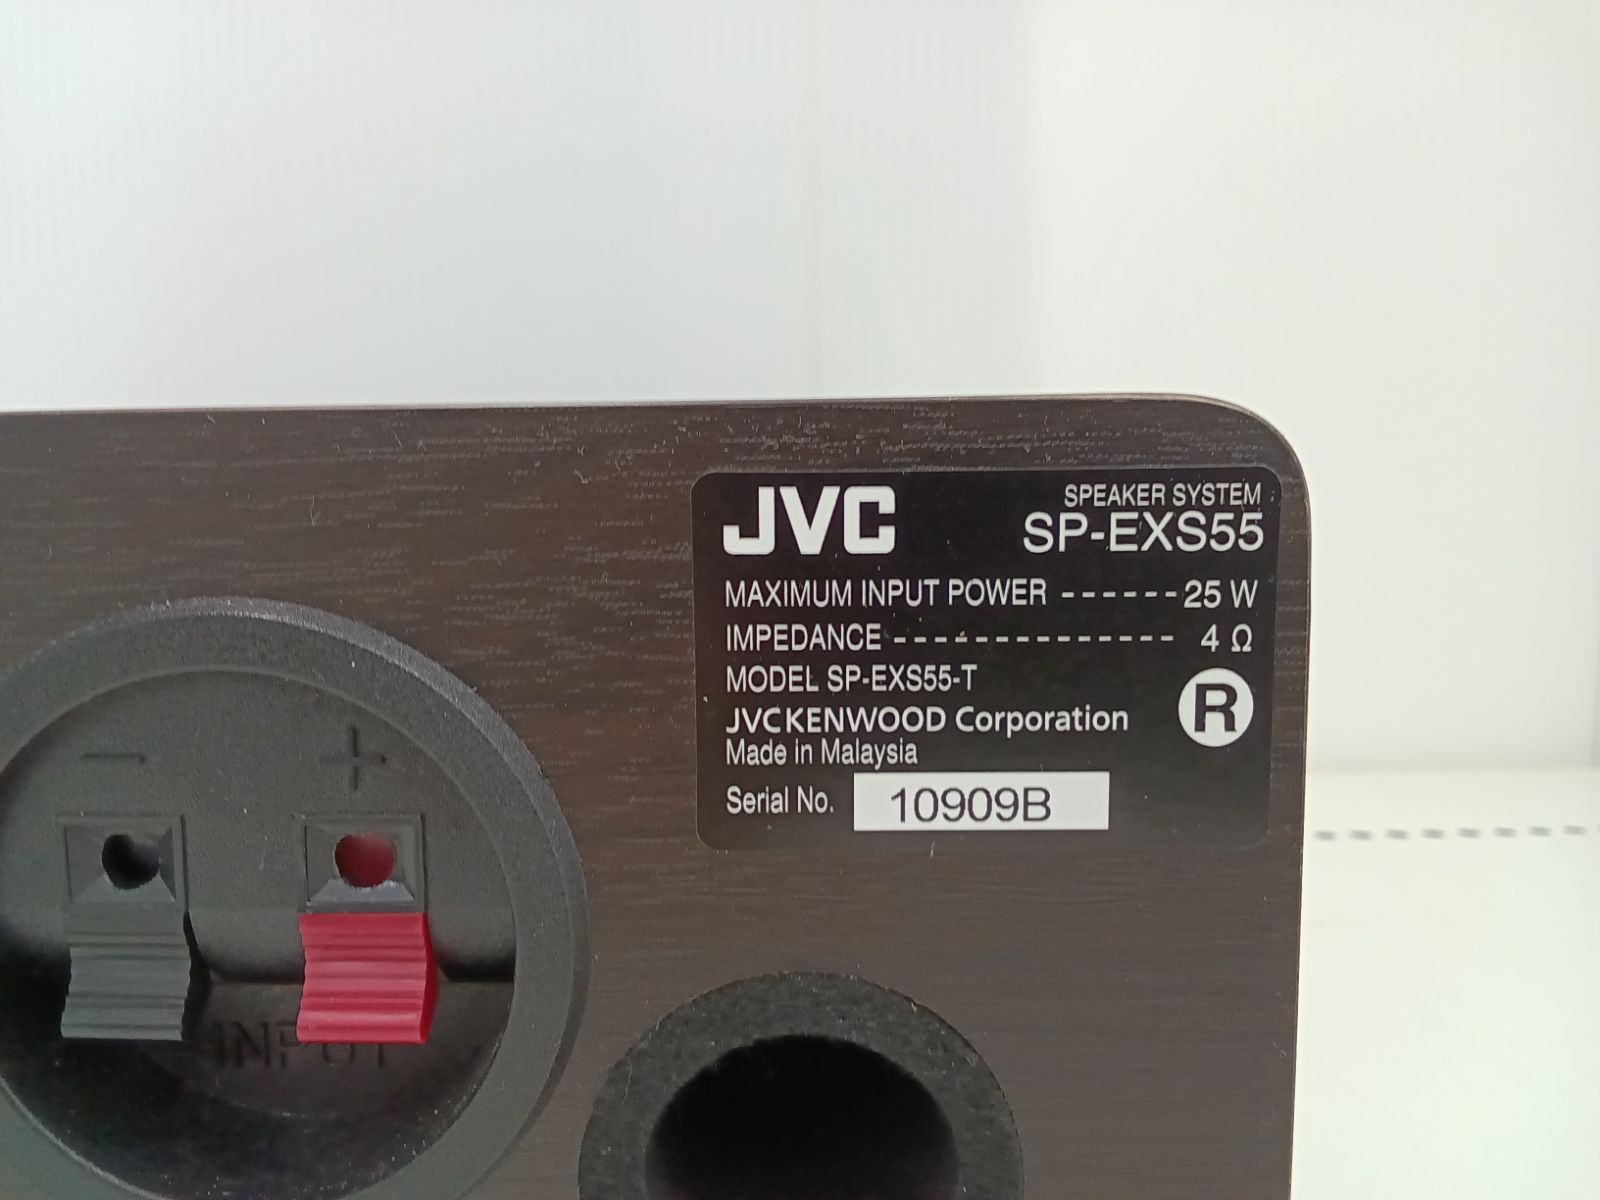 JVC
SPEAKER SYSTEM
SP-EXS55
MAXIMUM INPUT POWER ------25 W
IMPEDANCE -------------- 4 Ω
MODEL SP-EXS55-T
JVCKENWOOD Corporation
R
Made in Malaysia
Serial No. 10909B
− +
INPUT